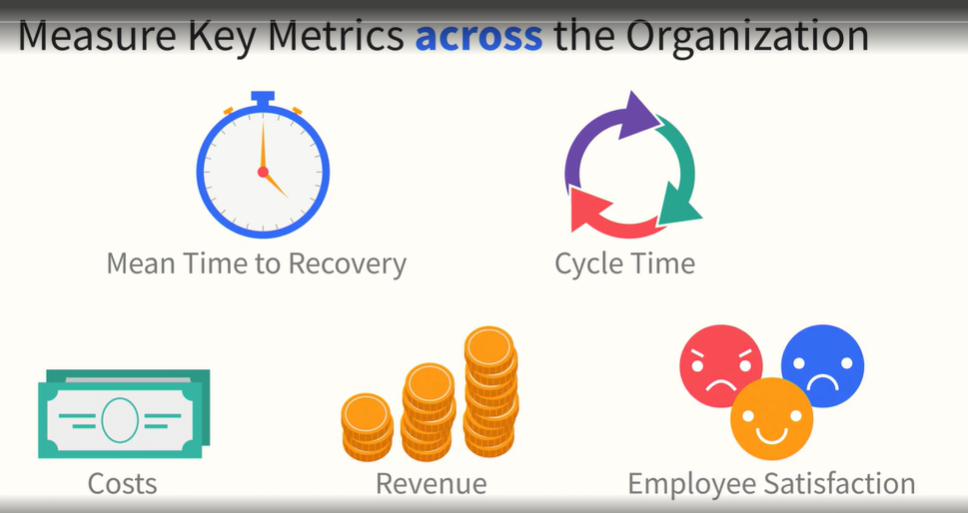 Measure Key Metrics across the Organization
Mean Time to Recovery
Cycle Time
Costs
Revenue
Employee Satisfaction